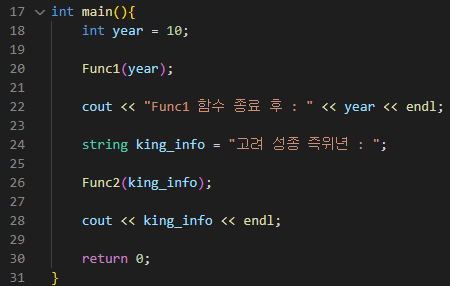 17 int main(){
18     int year = 10;
19
20     Func1(year);
21
22     cout << "Func1 함수 종료 후 : " << year << endl;
23
24     string king_info = "고려 성종 즉위년 : ";
25
26     Func2(king_info);
27
28     cout << king_info << endl;
29
30     return 0;
31 }